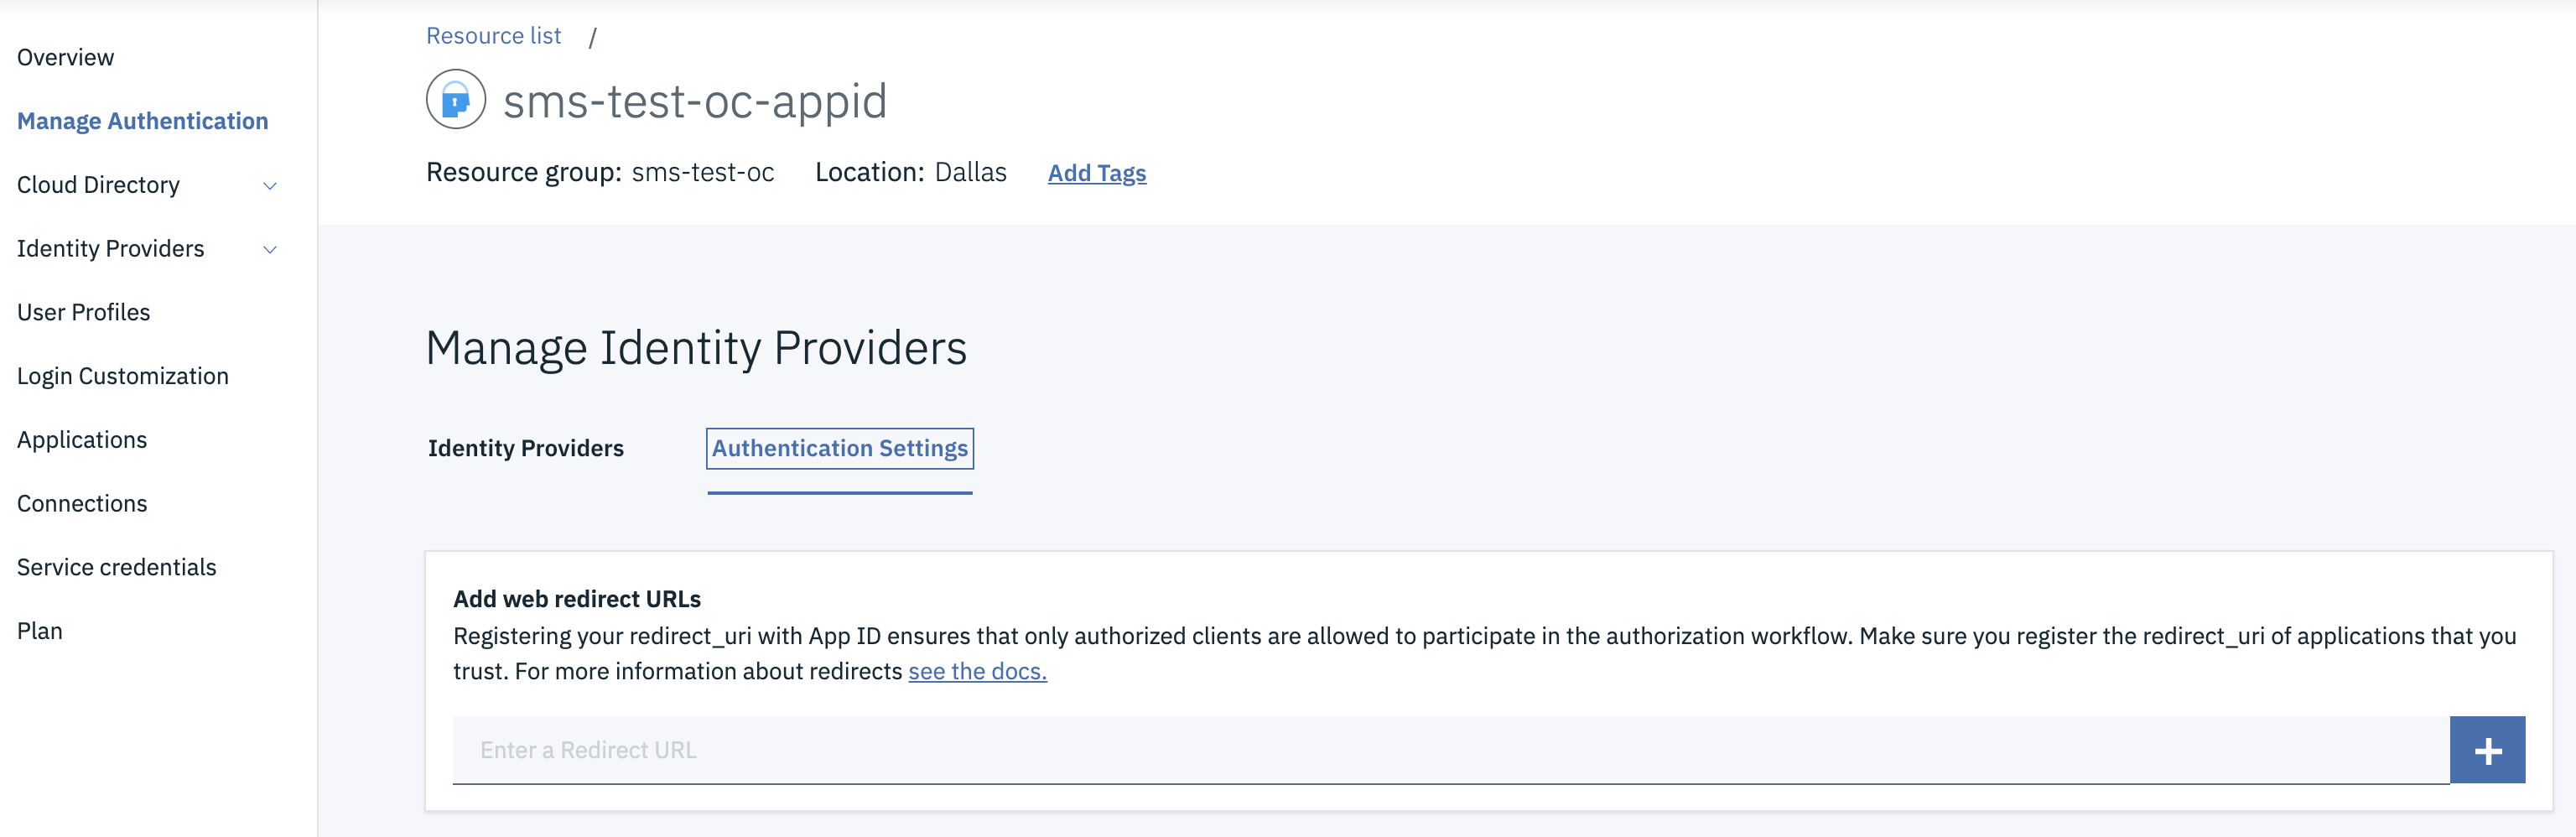 Overview
Manage Authentication
Cloud Directory
Identity Providers
User Profiles
Login Customization
Applications
Connections
Service credentials
Plan
Resource list /
sms-test-oc-appid
Resource group: sms-test-oc Location: Dallas Add Tags
Manage Identity Providers
Identity Providers Authentication Settings
Add web redirect URLs
Registering your redirect_uri with App ID ensures that only authorized clients are allowed to participate in the authorization workflow. Make sure you register the redirect_uri of applications that you
trust. For more information about redirects see the docs.
Enter a Redirect URL